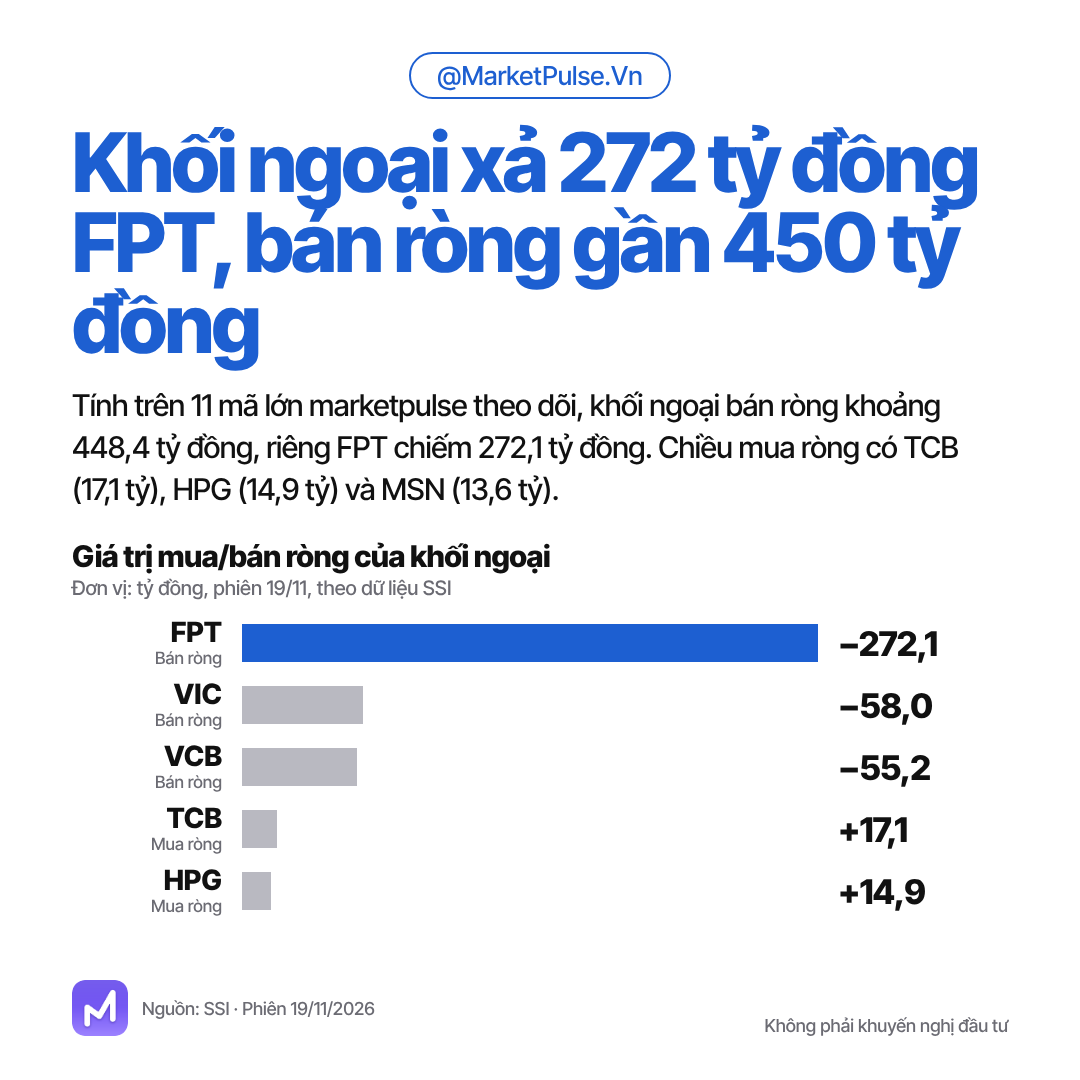 @MarketPulse.Vn
Khối ngoại xả 272 tỷ đồng
FPT, bán ròng gần 450 tỷ
đồng
Tính trên 11 mã lớn marketpulse theo dõi, khối ngoại bán ròng khoảng
448,4 tỷ đồng, riêng FPT chiếm 272,1 tỷ đồng. Chiều mua ròng có TCB
(17,1 tỷ), HPG (14,9 tỷ) và MSN (13,6 tỷ).
Giá trị mua/bán ròng của khối ngoại
Đơn vị: tỷ đồng, phiên 19/11, theo dữ liệu SSI
FPT
Bán ròng
−272,1
VIC
Bán ròng
−58,0
VCB
Bán ròng
−55,2
TCB
Mua ròng
+17,1
HPG
Mua ròng
+14,9
Nguồn: SSI · Phiên 19/11/2026
Không phải khuyến nghị đầu tư